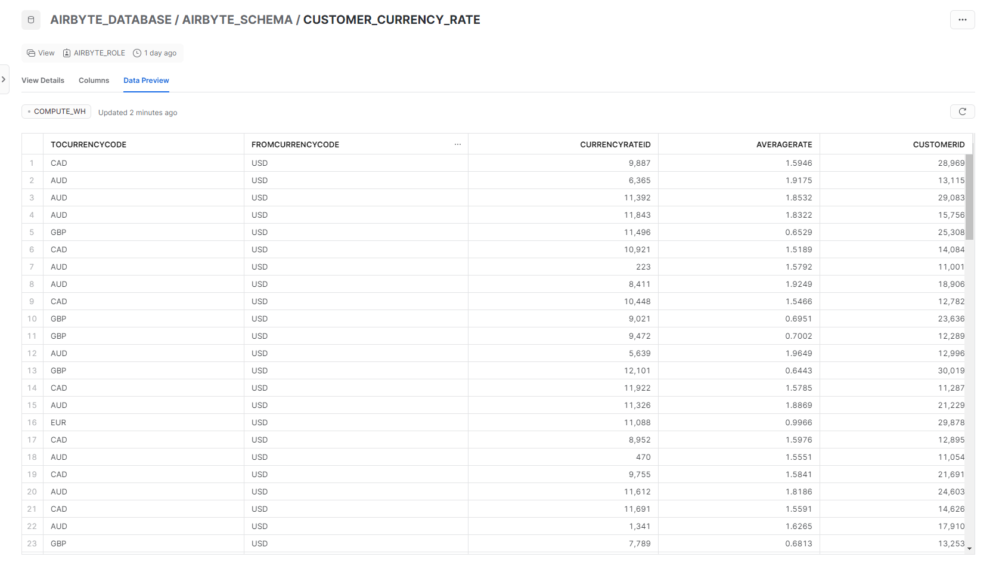 AIRBYTE_DATABASE / AIRBYTE_SCHEMA / CUSTOMER_CURRENCY_RATE
View AIRBYTE_ROLE 1 day ago
View Details Columns Data Preview
COMPUTE_WH Updated 2 minutes ago
TOCURRENCYCODE FROMCURRENCYCODE ... CURRENCYRATEID AVERAGERATE CUSTOMERID
1 CAD USD 9,887 1.5946 28,969
2 AUD USD 6,365 1.9175 13,115
3 AUD USD 11,392 1.8532 29,083
4 AUD USD 11,843 1.8322 15,756
5 GBP USD 11,496 0.6529 25,308
6 CAD USD 10,921 1.5189 14,084
7 AUD USD 223 1.5792 11,001
8 AUD USD 8,411 1.9249 18,906
9 CAD USD 10,448 1.5466 12,782
10 GBP USD 9,021 0.6951 23,636
11 GBP USD 9,472 0.7002 12,289
12 AUD USD 5,639 1.9649 12,996
13 GBP USD 12,101 0.6443 30,019
14 CAD USD 11,922 1.5785 11,287
15 AUD USD 11,326 1.8869 21,229
16 EUR USD 11,088 0.9966 29,878
17 CAD USD 8,952 1.5976 12,895
18 AUD USD 470 1.5551 11,054
19 CAD USD 9,755 1.5841 21,691
20 AUD USD 11,612 1.8186 24,603
21 CAD USD 11,691 1.5591 14,626
22 AUD USD 1,341 1.6265 17,910
23 GBP USD 7,789 0.6813 13,253